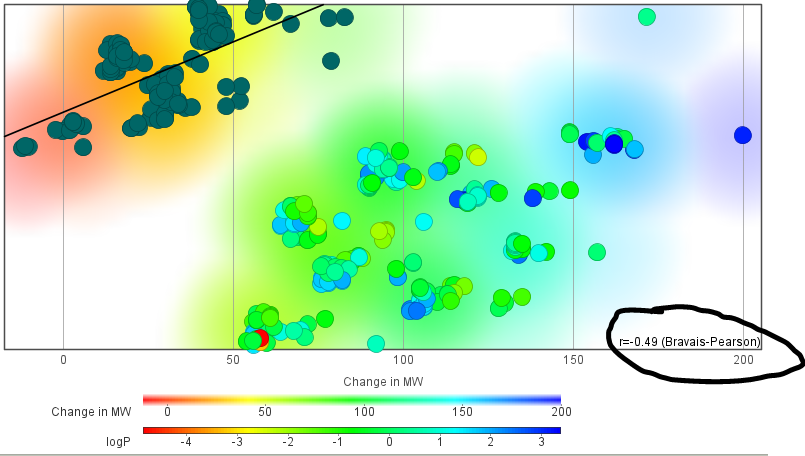 r=-0.49 (Bravais-Pearson)
0 50 100 150 200
Change in MW
Change in MW 0 50 100 150 200
logP -4 -3 -2 -1 0 1 2 3